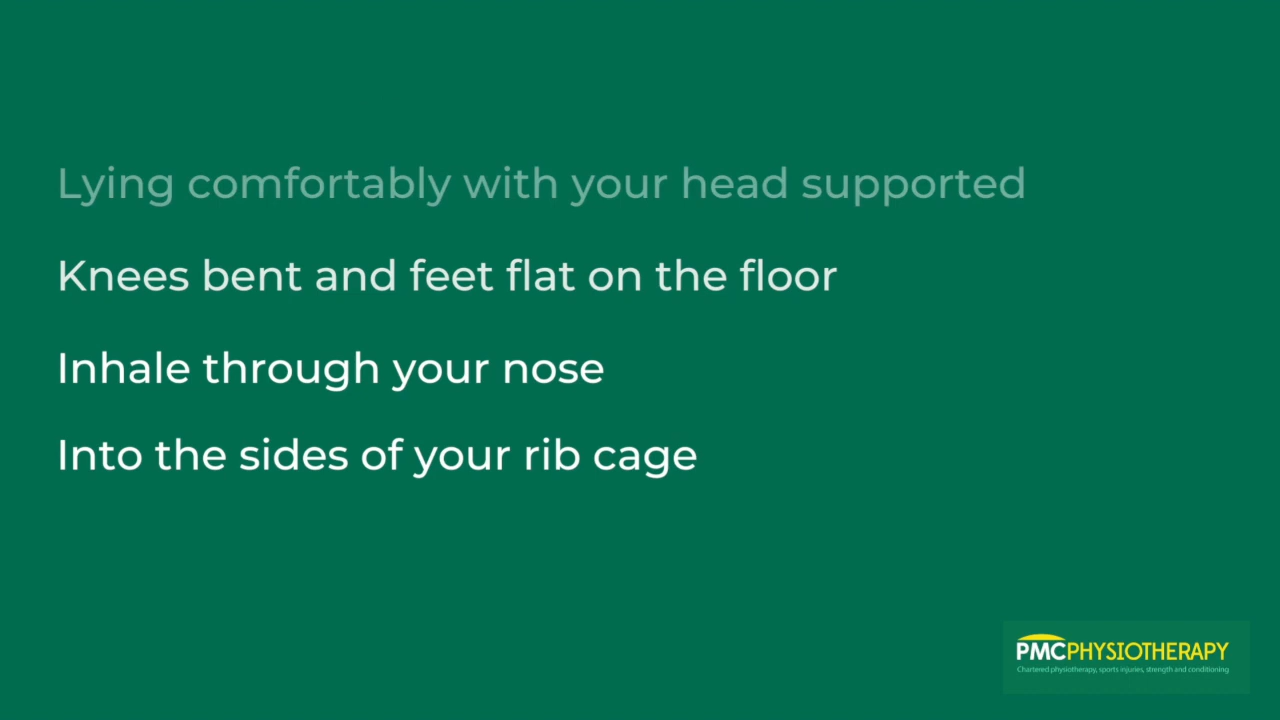 Lying comfortably with your head supported
Knees bent and feet flat on the floor
Inhale through your nose
Into the sides of your rib cage
PMCPHYSIOTHERAPY
Chartered physiotherapy, sports injuries, strength and conditioning